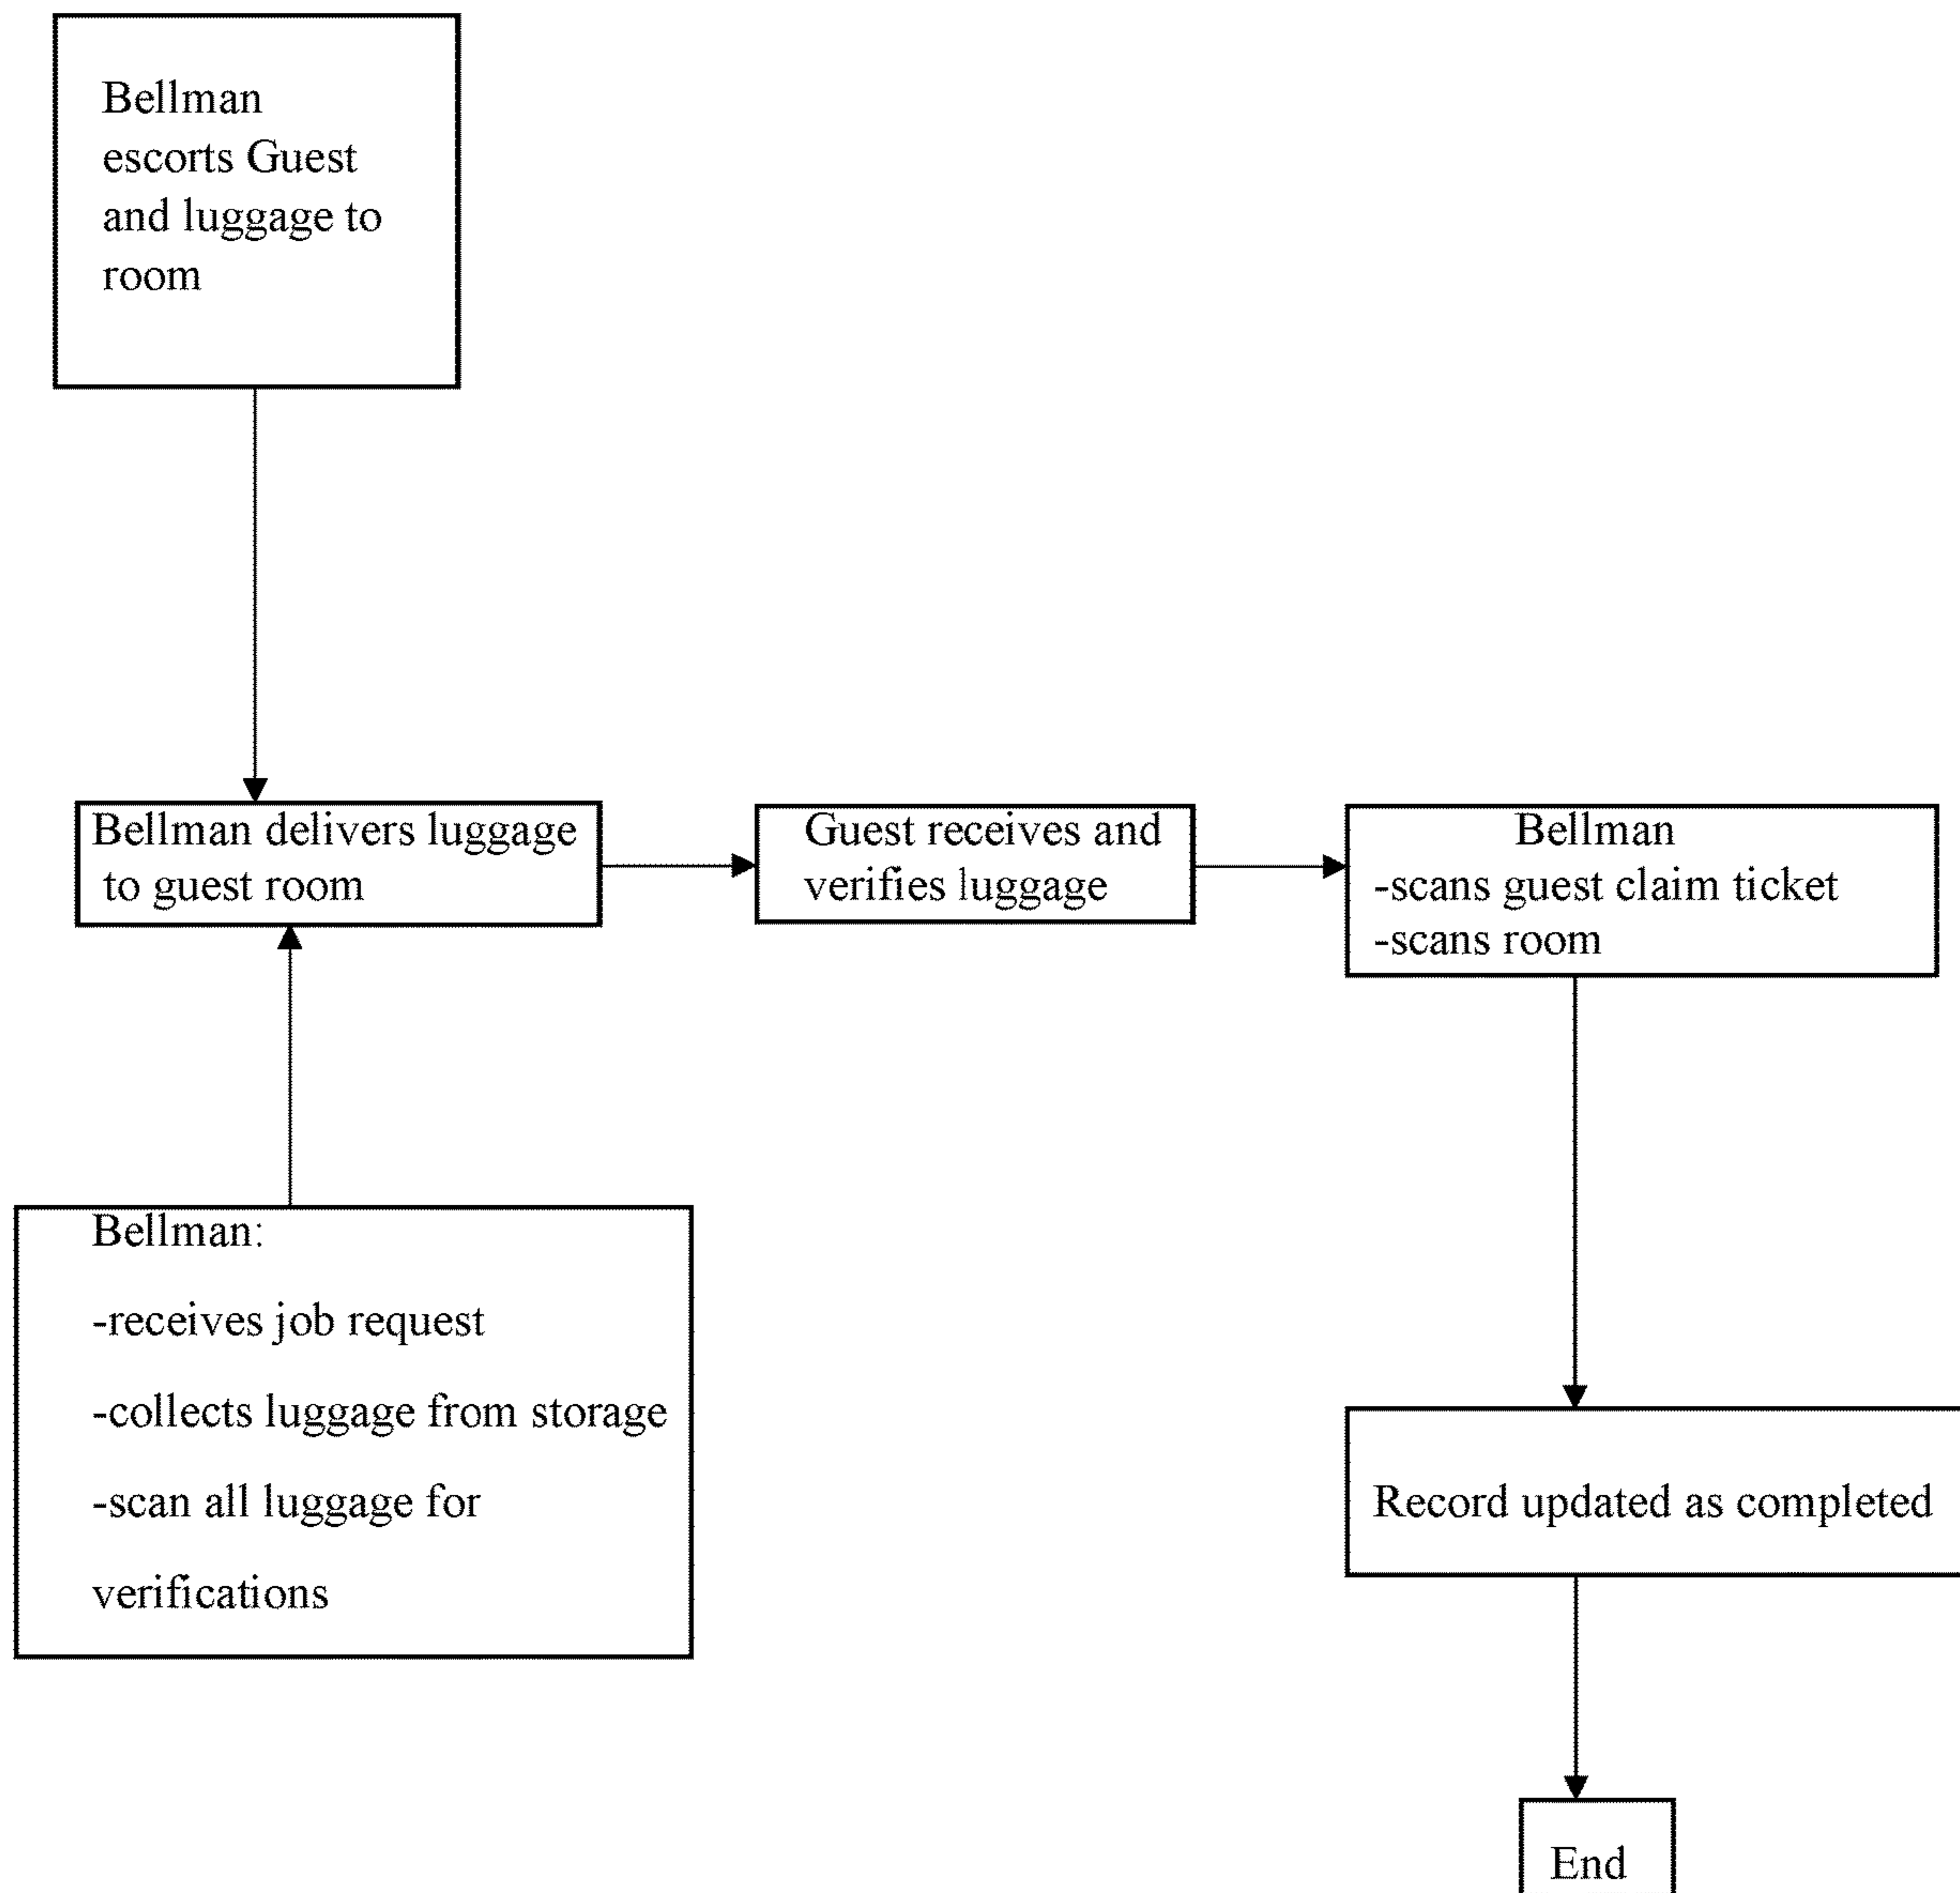 Bellman
escorts Guest
and luggage to
room
Bellman delivers luggage
to guest room
Guest receives and
verifies luggage
Bellman
-scans guest claim ticket
-scans room
Bellman:
-receives job request
-collects luggage from storage
-scan all luggage for
verifications
Record updated as completed
End